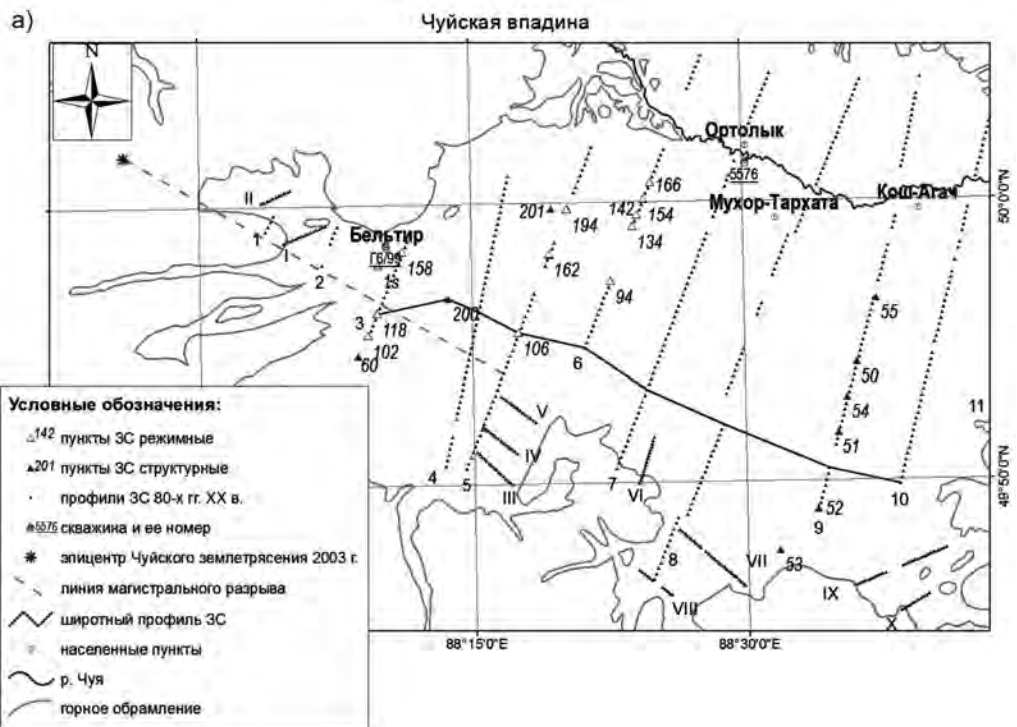 а)
Чуйская впадина
N
Ортолык
5576
Кош-Агач
Мухор-Тархата
50°0'0"N
166
142
154
134
201
194
II
1
I
Бельтир
Г6/99
158
13
162
94
2
3
118
200
55
102
60
106
6
50
54
51
11
V
IV
4
5
III
7
VI
49°50'0"N
10
52
9
8
VII
53
VIII
IX
X
88°15'0"E
88°30'0"E
Условные обозначения:
142 пункты ЗС режимные
201 пункты ЗС структурные
профили ЗС 80-х гг. XX в.
5576 скважина и ее номер
эпицентр Чуйского землетрясения 2003 г.
линия магистрального разрыва
широтный профиль ЗС
населенные пункты
р. Чуя
горное обрамление